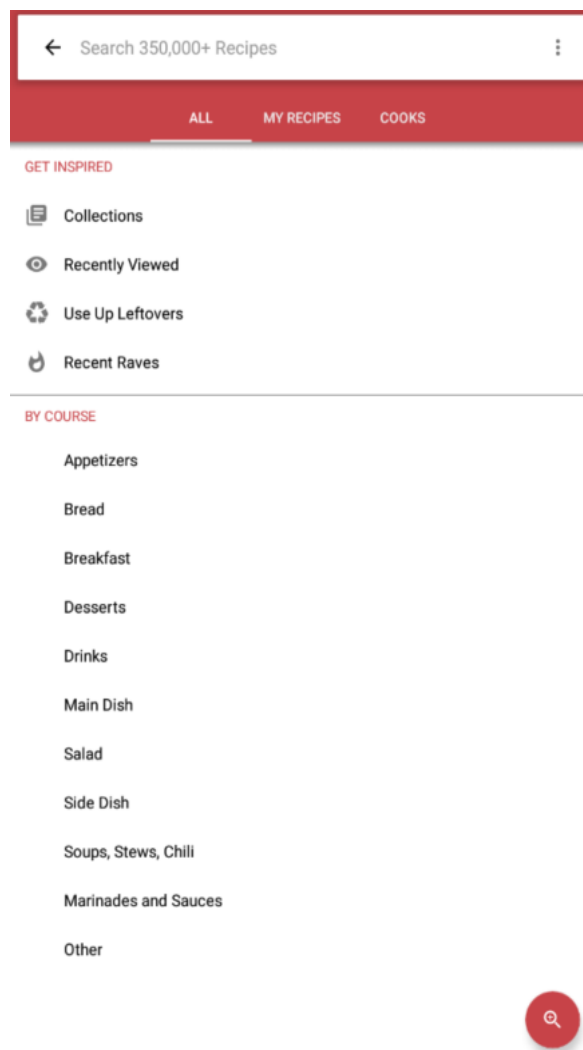 Search 350,000+ Recipes
ALL MY RECIPES COOKS
GET INSPIRED
Collections
Recently Viewed
Use Up Leftovers
Recent Raves
BY COURSE
Appetizers
Bread
Breakfast
Desserts
Drinks
Main Dish
Salad
Side Dish
Soups, Stews, Chili
Marinades and Sauces
Other